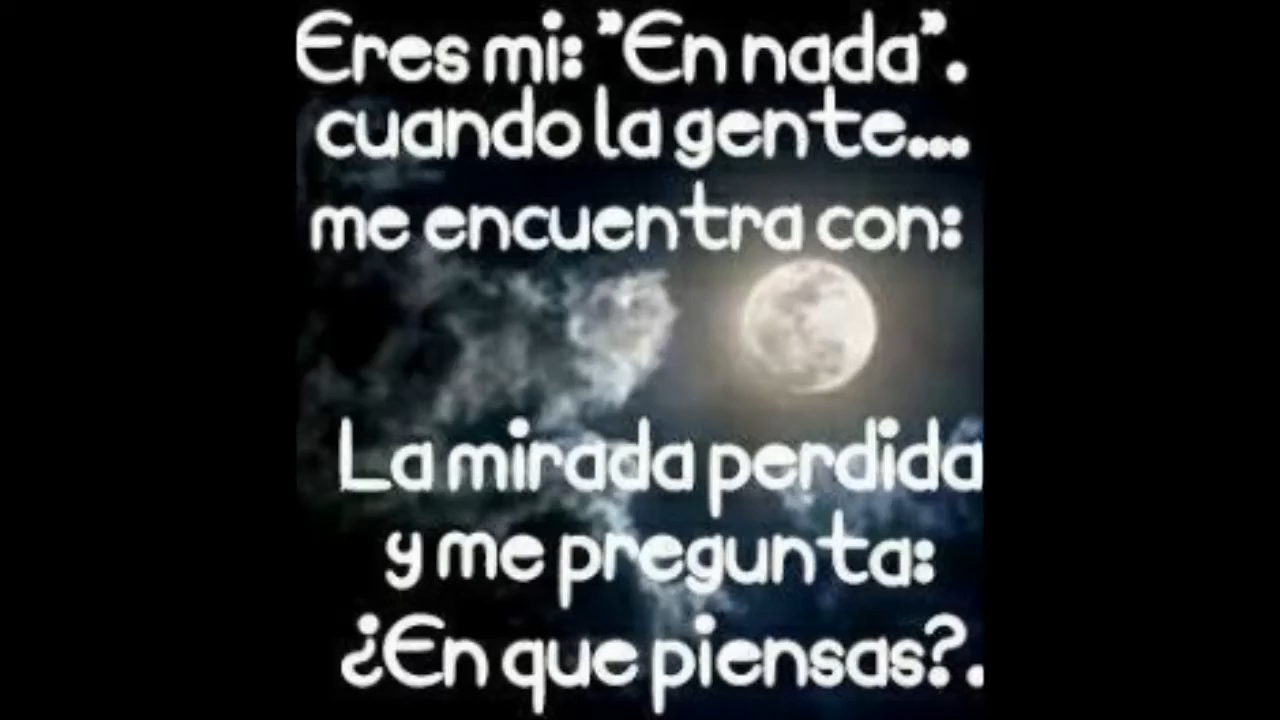 Eres mi: "En nada".
cuando la gente...
me encuentra con:
La mirada perdida
y me pregunta:
¿En que piensas?.